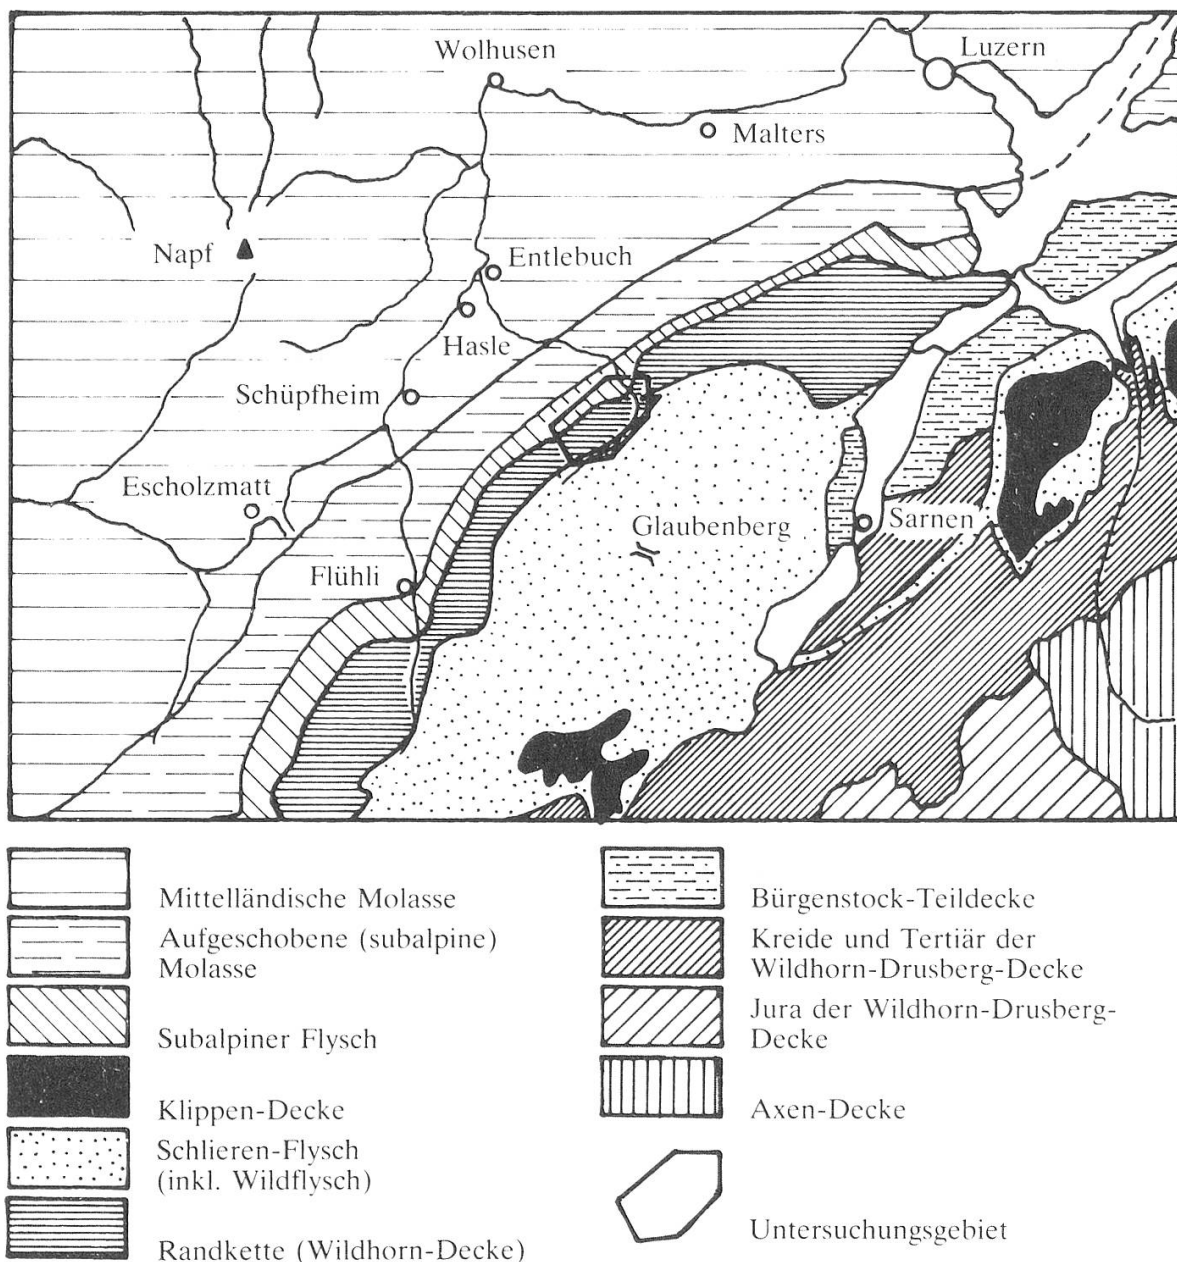 Wolhusen
Luzern
Malters
Napf
Entlebuch
Hasle
Schüpfheim
Escholzmatt
Glaubenberg
Sarnen
Flühli
Mittelländische Molasse
Aufgeschobene (subalpine)
Molasse
Subalpiner Flysch
Klippen-Decke
Schlieren-Flysch
(inkl. Wildflysch)
Randkette (Wildhorn-Decke)
Bürgenstock-Teildecke
Kreide und Tertiär der
Wildhorn-Drusberg-Decke
Jura der Wildhorn-Drusberg-
Decke
Axen-Decke
Untersuchungsgebiet